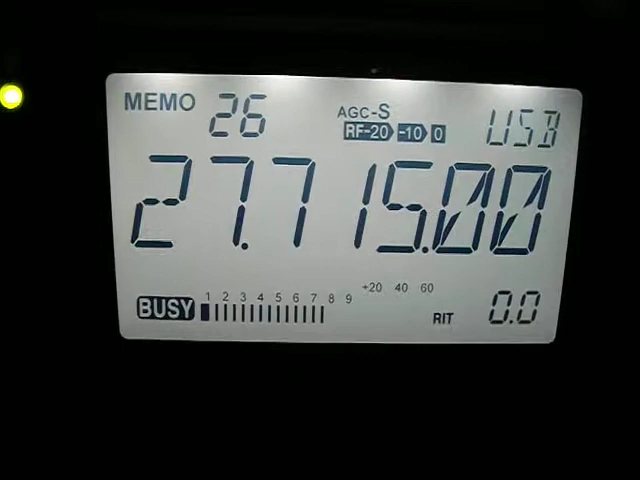 MEMO 26 AGC-S USB
RF-20 -10 0
27.715.00
+20 40 60
1 2 3 4 5 6 7 8 9
BUSY RIT 0.0